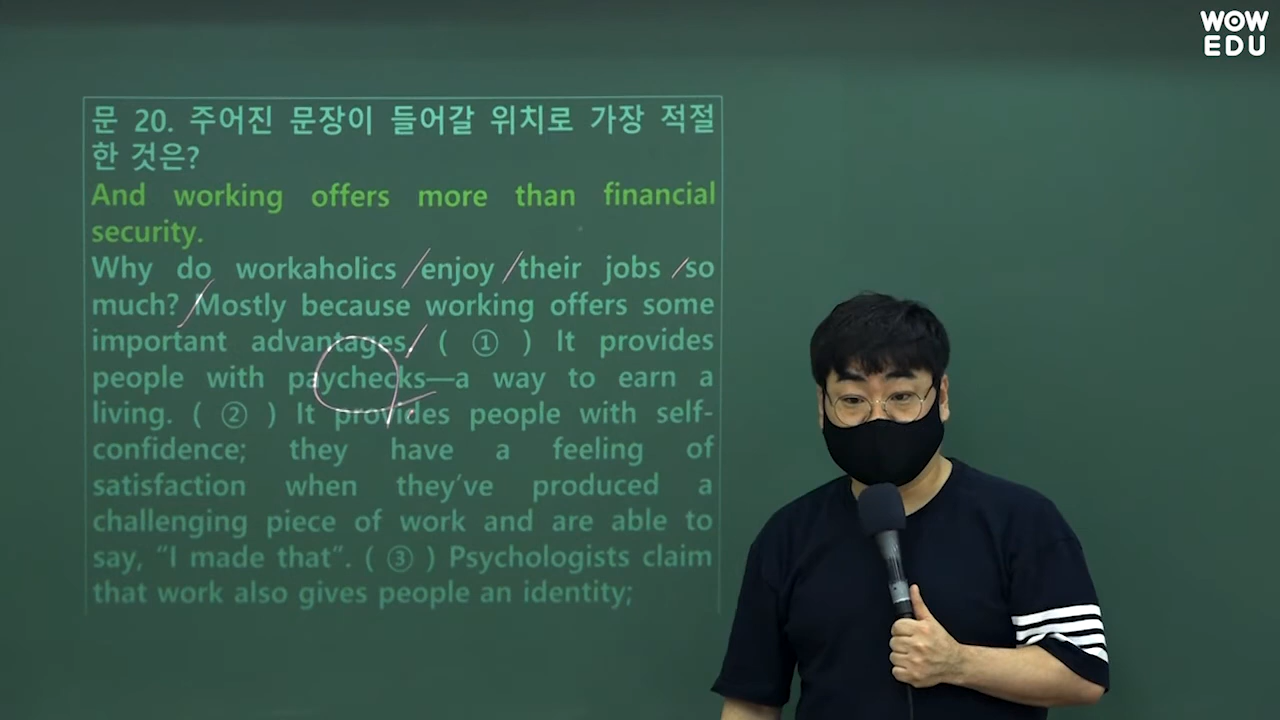 WOW
EDU
문 20. 주어진 문장이 들어갈 위치로 가장 적절
한 것은?
And working offers more than financial
security.
Why do workaholics enjoy their jobs so
much? Mostly because working offers some
important advantages. ( ① ) It provides
people with paychecks—a way to earn a
living. ( ② ) It provides people with self-
confidence; they have a feeling of
satisfaction when they’ve produced a
challenging piece of work and are able to
say, “I made that”. ( ③ ) Psychologists claim
that work also gives people an identity;